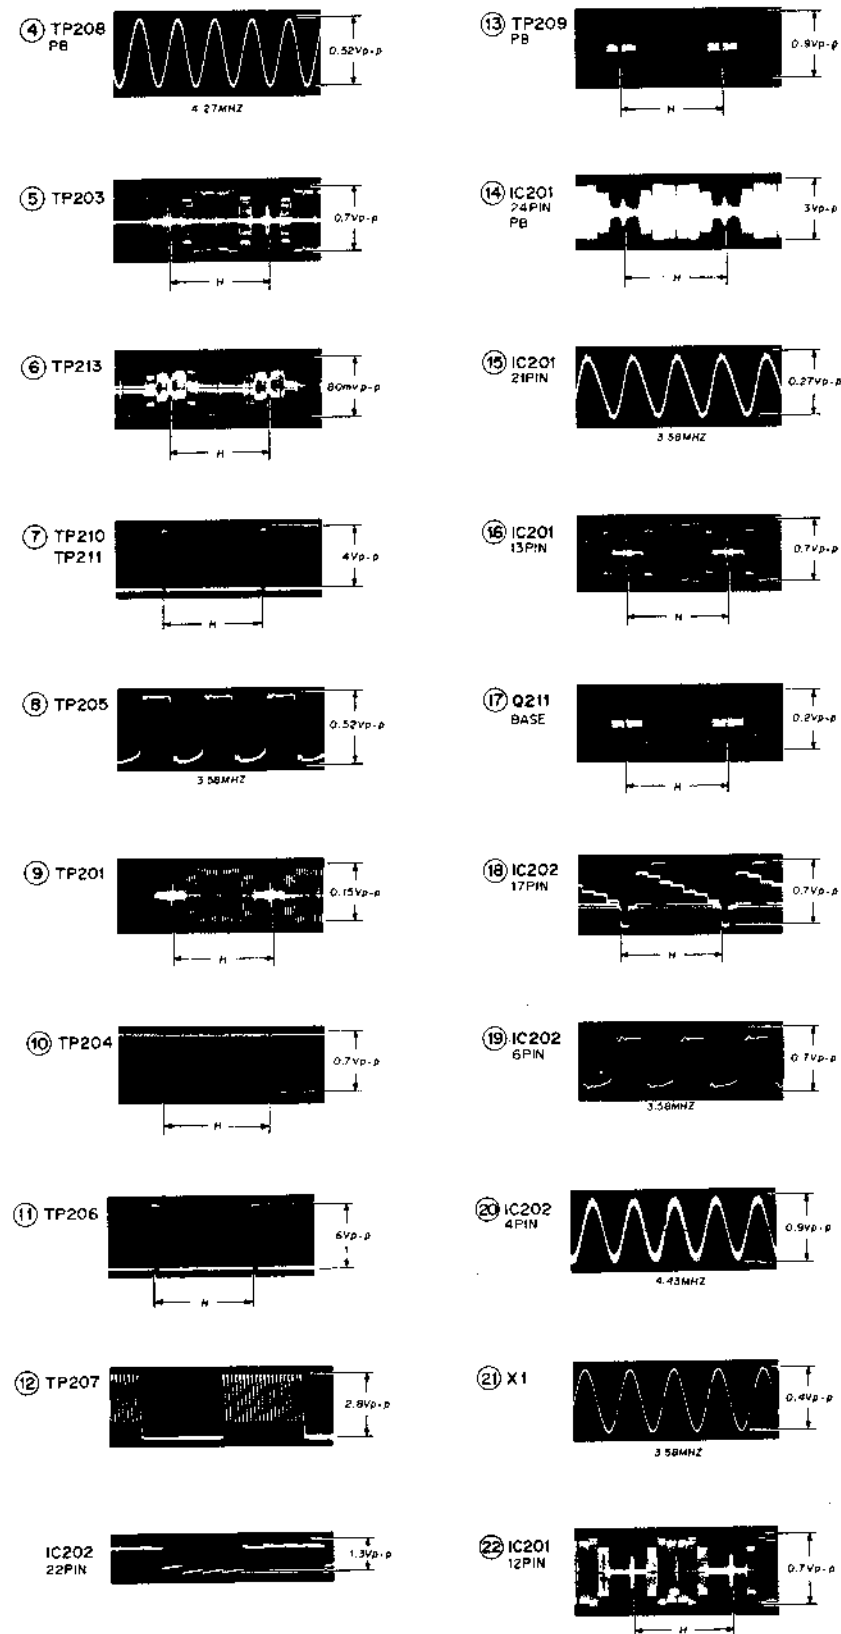 ④ TP208
PB
0.52Vp-p
4.27MHZ
⑤ TP203
0.7Vp-p
H
⑥ TP213
80mVp-p
H
⑦ TP210
TP211
4Vp-p
H
⑧ TP205
0.52Vp-p
3.58MHZ
⑨ TP201
0.15Vp-p
H
⑩ TP204
0.7Vp-p
H
⑪ TP206
6Vp-p
H
⑫ TP207
2.8Vp-p
IC202
22PIN
1.3Vp-p
⑬ TP209
PB
0.9Vp-p
H
⑭ IC201
24PIN
PB
3Vp-p
H
⑮ IC201
21PIN
0.27Vp-p
3.58MHZ
⑯ IC201
13PIN
0.7Vp-p
H
⑰ Q211
BASE
0.2Vp-p
H
⑱ IC202
17PIN
0.7Vp-p
H
⑲ IC202
6PIN
0.7Vp-p
3.58MHZ
⑳ IC202
4PIN
0.9Vp-p
4.43MHZ
㉑ X1
0.4Vp-p
3.58MHZ
㉒ IC201
12PIN
0.7Vp-p
H